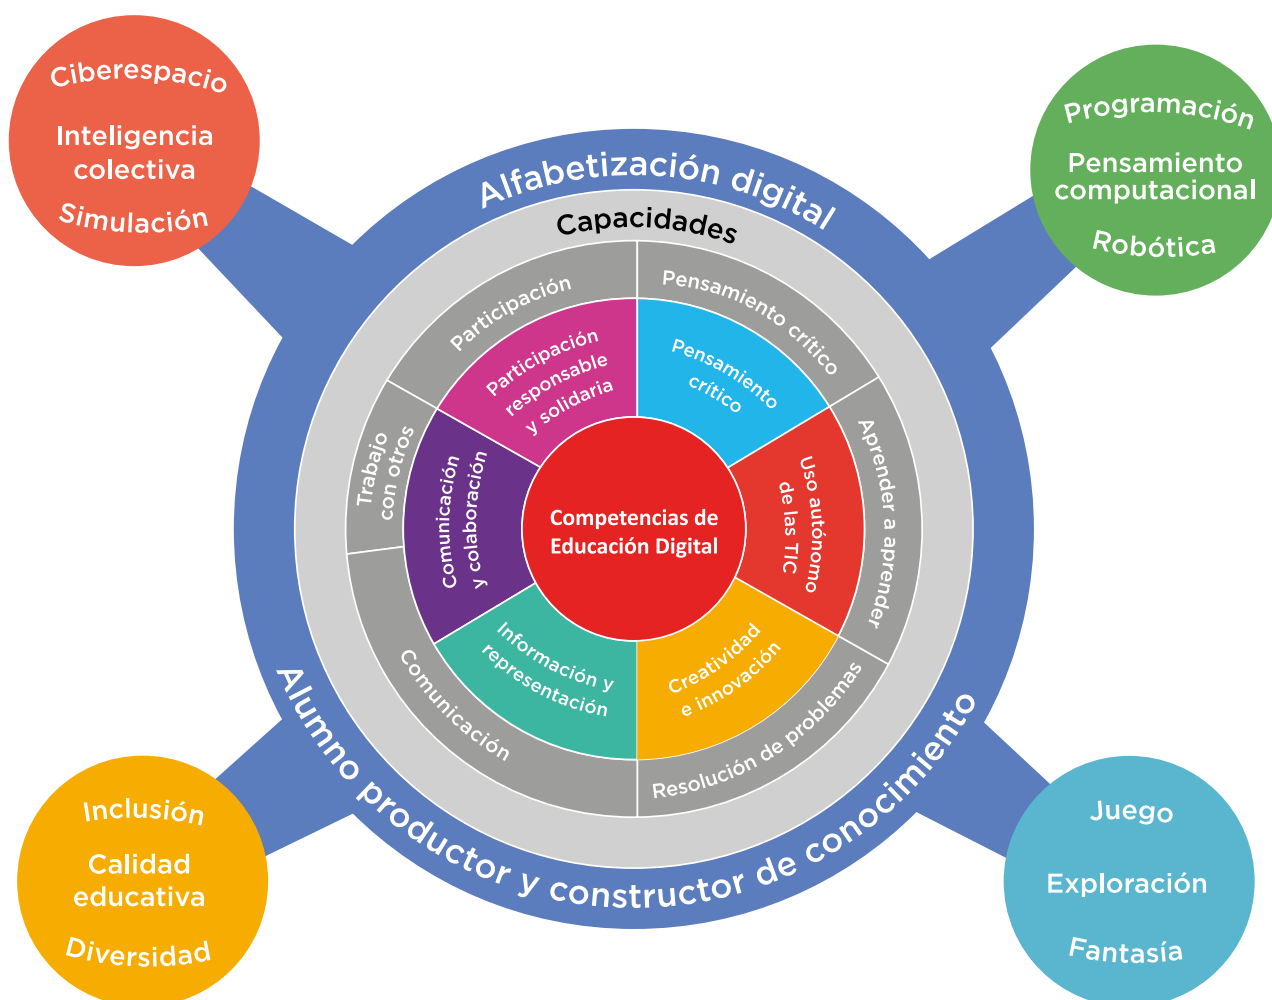 Ciberespacio
Inteligencia
colectiva
Simulación
Programación
Pensamiento
computacional
Robótica
Alfabetización digital
Capacidades
Participación
Pensamiento crítico
Aprender a aprender
Resolución de problemas
Comunicación
Trabajo
con otros
Participación
responsable
y solidaria
Pensamiento
crítico
Uso autónomo
de las TIC
Creatividad
e innovación
Información y
representación
Comunicación
y colaboración
Competencias de
Educación Digital
Alumno productor y constructor de conocimiento
Inclusión
Calidad
educativa
Diversidad
Juego
Exploración
Fantasía